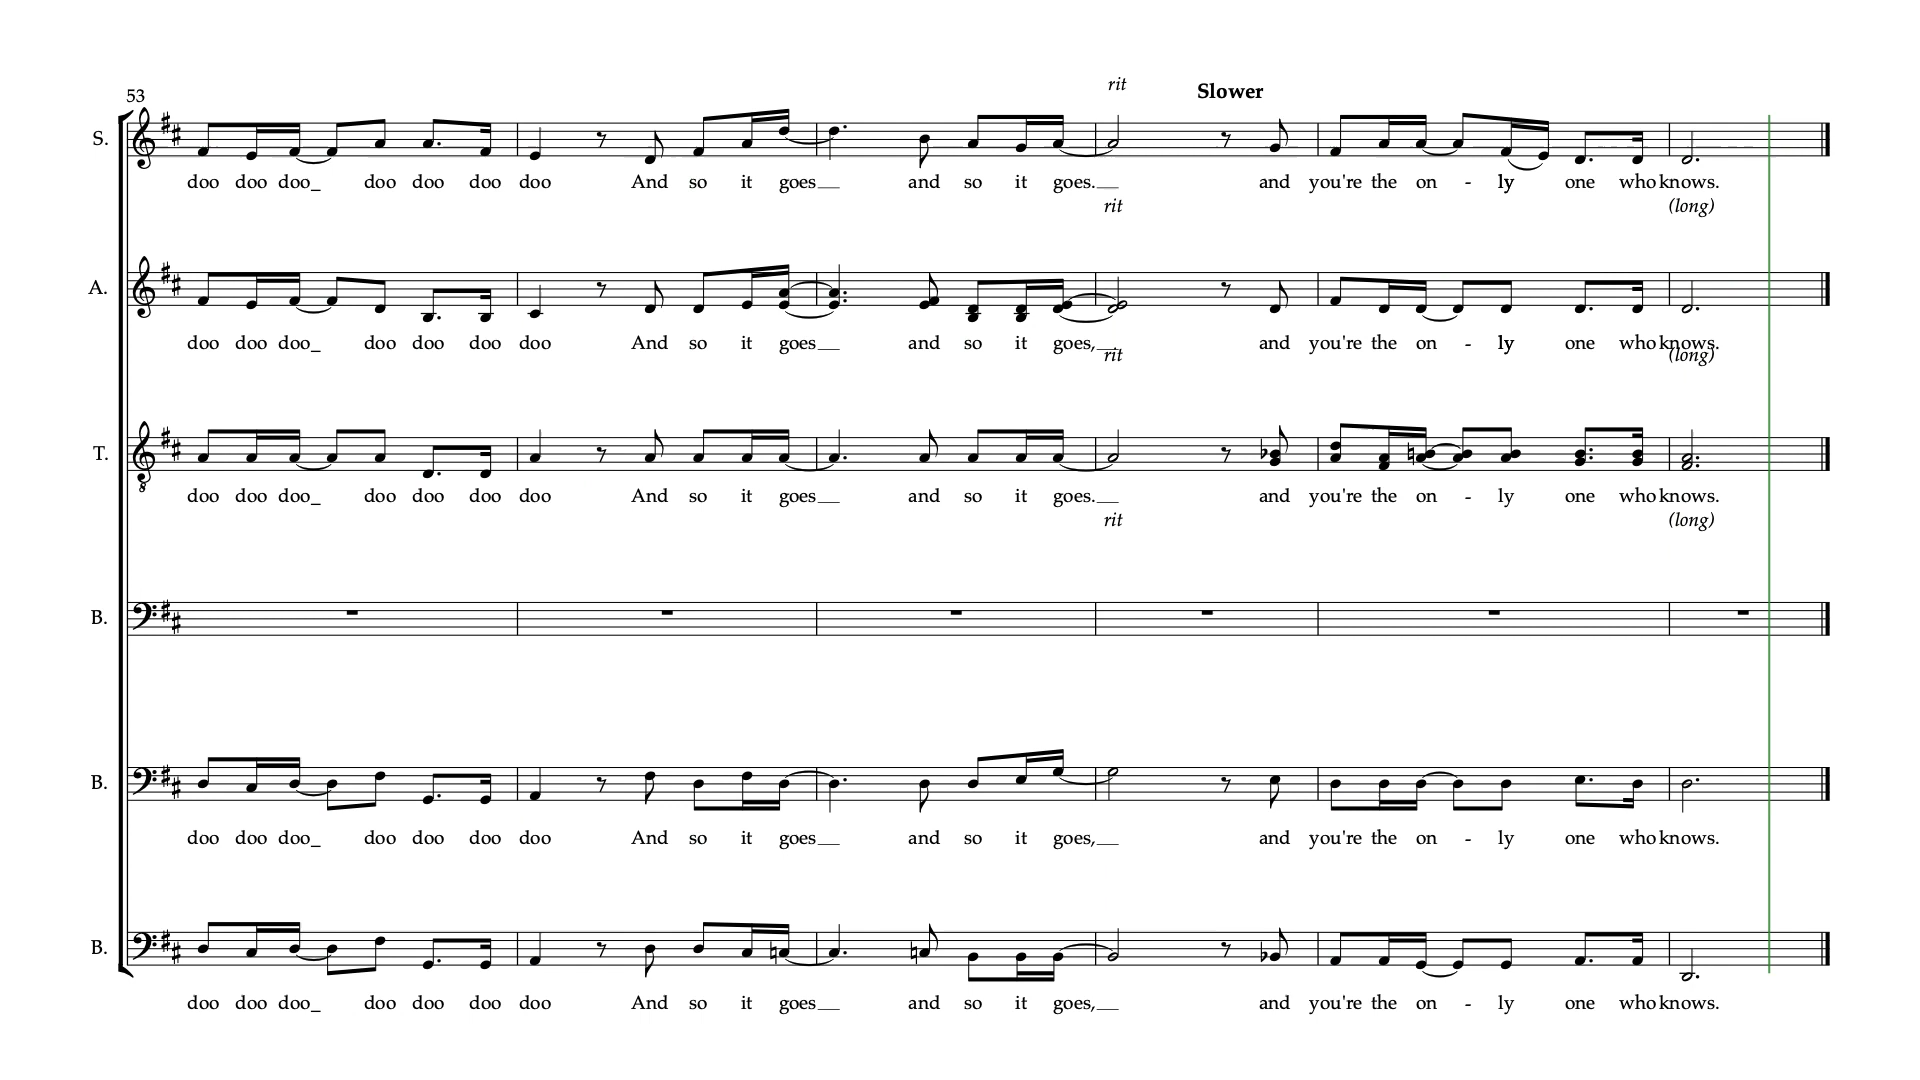 rit Slower
53
S.
doo doo doo_ doo doo doo doo And so it goes__ and so it goes.__ and you're the on - ly one who knows.
rit (long)
A.
doo doo doo_ doo doo doo doo And so it goes__ and so it goes,__ and you're the on - ly one who knows.
rit (long)
T.
doo doo doo_ doo doo doo doo And so it goes__ and so it goes.__ and you're the on - ly one who knows.
rit (long)
B.
B.
doo doo doo_ doo doo doo doo And so it goes__ and so it goes,__ and you're the on - ly one who knows.
B.
doo doo doo_ doo doo doo doo And so it goes__ and so it goes,__ and you're the on - ly one who knows.